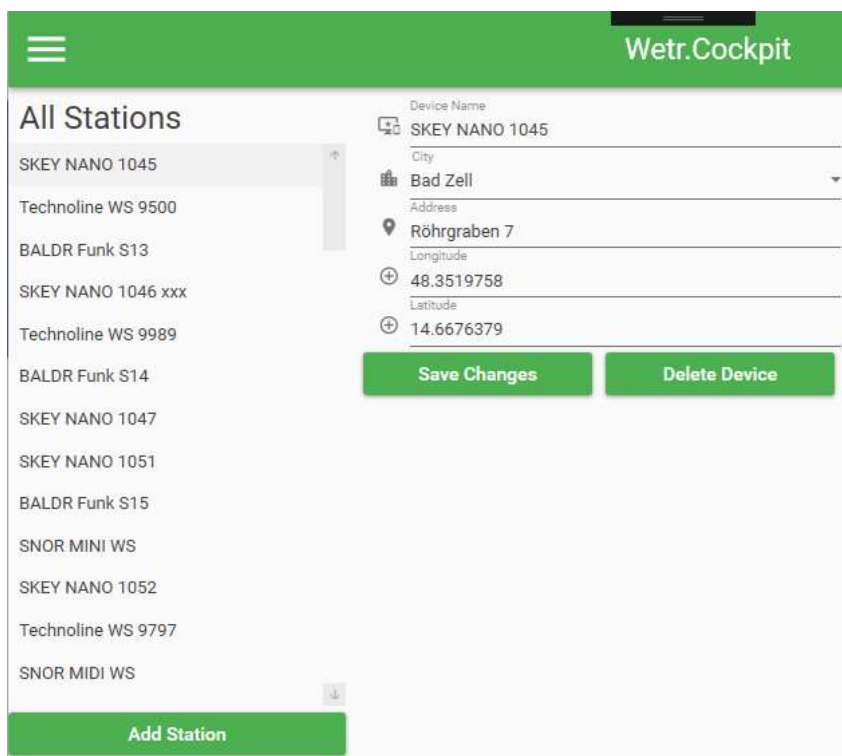 Wetr.Cockpit
All Stations
SKEY NANO 1045
Technoline WS 9500
BALDR Funk S13
SKEY NANO 1046 xxx
Technoline WS 9989
BALDR Funk S14
SKEY NANO 1047
SKEY NANO 1051
BALDR Funk S15
SNOR MINI WS
SKEY NANO 1052
Technoline WS 9797
SNOR MIDI WS
Add Station
Device Name
SKEY NANO 1045
City
Bad Zell
Address
Röhrgraben 7
Longitude
48.3519758
Latitude
14.6676379
Save Changes
Delete Device